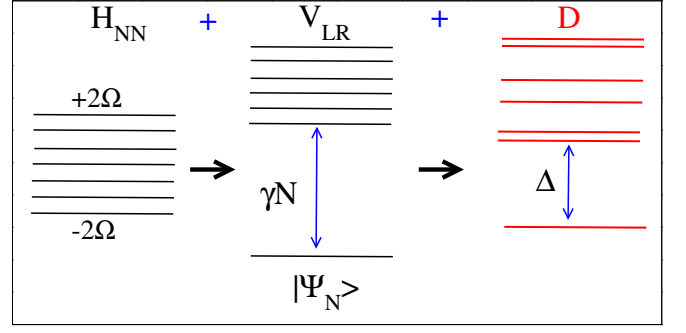 H_NN + V_LR + D
+2Ω
γN
Δ
-2Ω
|Ψ_N>